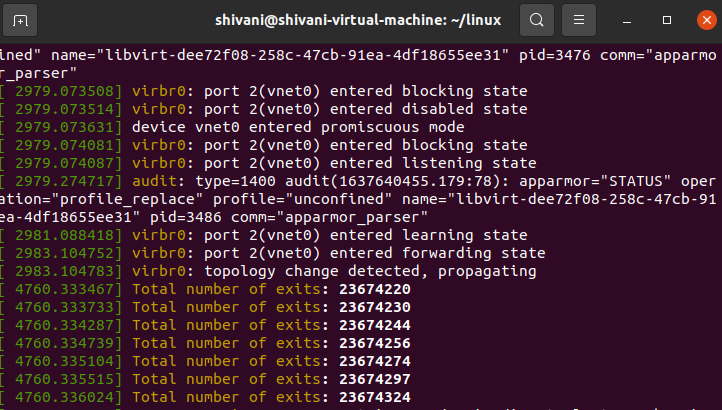 shivani@shivani-virtual-machine: ~/linux
ined" name="libvirt-dee72f08-258c-47cb-91ea-4df18655ee31" pid=3476 comm="apparmo
r_parser"
[ 2979.073508] virbr0: port 2(vnet0) entered blocking state
[ 2979.073514] virbr0: port 2(vnet0) entered disabled state
[ 2979.073631] device vnet0 entered promiscuous mode
[ 2979.074081] virbr0: port 2(vnet0) entered blocking state
[ 2979.074087] virbr0: port 2(vnet0) entered listening state
[ 2979.274717] audit: type=1400 audit(1637640455.179:78): apparmor="STATUS" oper
ation="profile_replace" profile="unconfined" name="libvirt-dee72f08-258c-47cb-91
ea-4df18655ee31" pid=3486 comm="apparmor_parser"
[ 2981.088418] virbr0: port 2(vnet0) entered learning state
[ 2983.104752] virbr0: port 2(vnet0) entered forwarding state
[ 2983.104783] virbr0: topology change detected, propagating
[ 4760.333467] Total number of exits: 23674220
[ 4760.333733] Total number of exits: 23674230
[ 4760.334287] Total number of exits: 23674244
[ 4760.334739] Total number of exits: 23674256
[ 4760.335104] Total number of exits: 23674274
[ 4760.335515] Total number of exits: 23674297
[ 4760.336024] Total number of exits: 23674324